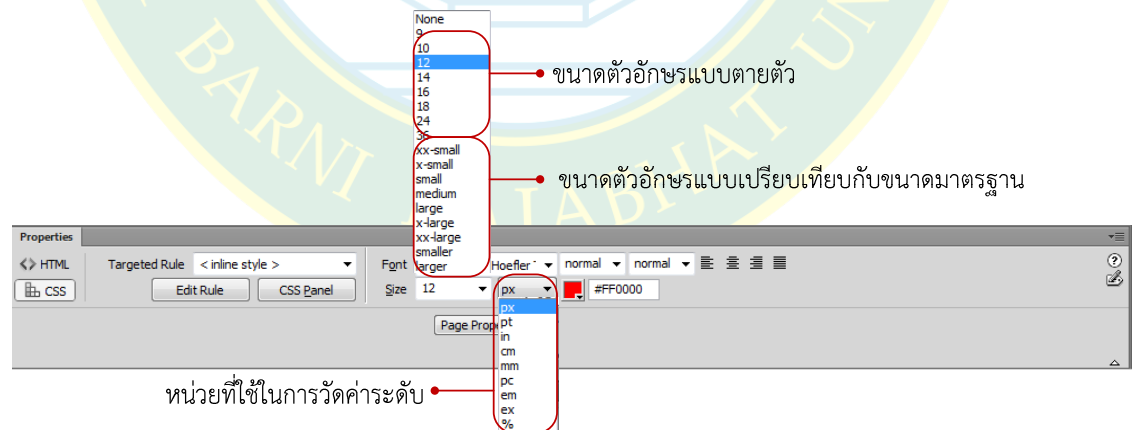 None
9
10
12
14
16
18
24
36
xx-small
x-small
small
medium
large
x-large
xx-large
smaller
larger
ขนาดตัวอักษรแบบตายตัว
ขนาดตัวอักษรแบบเปรียบเทียบกับขนาดมาตรฐาน
BARNI RAJABHAT UN
Properties
<> HTML Targeted Rule < inline style > Font Hoefler normal normal
CSS Edit Rule CSS Panel Size 12 px #FF0000
Page Prop
px
pt
in
cm
mm
pc
em
ex
%
หน่วยที่ใช้ในการวัดค่าระดับ